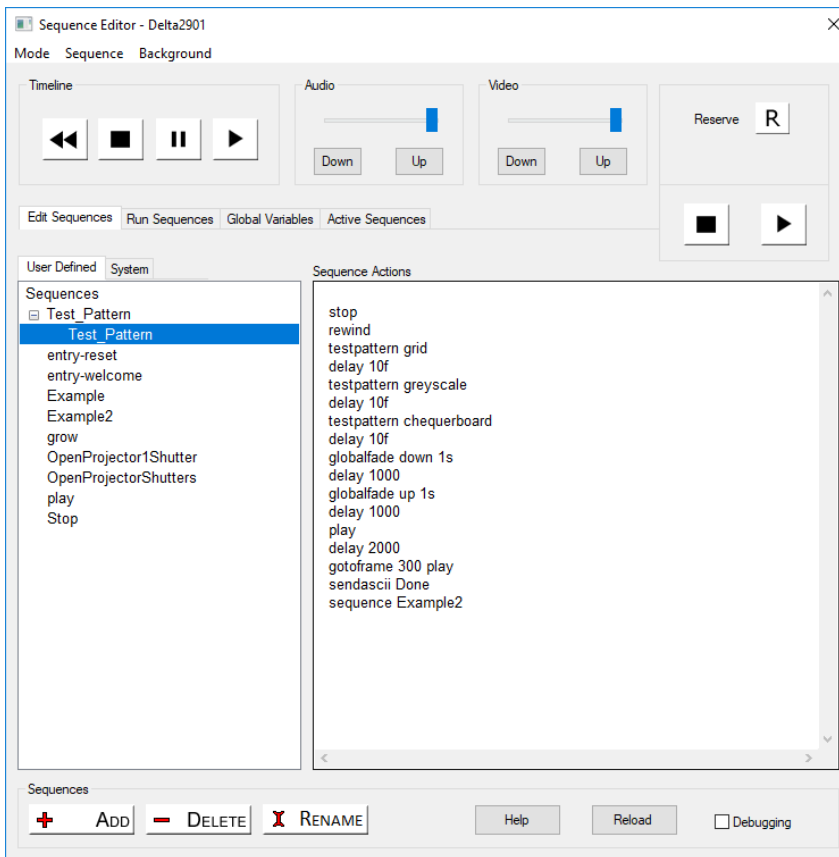 Sequence Editor - Delta2901
Mode Sequence Background
Timeline
Audio
Video
Reserve R
Down Up
Down Up
Edit Sequences Run Sequences Global Variables Active Sequences
User Defined System
Sequences
Test_Pattern
Test_Pattern
entry-reset
entry-welcome
Example
Example2
grow
OpenProjector1Shutter
OpenProjectorShutters
play
Stop
Sequence Actions
stop
rewind
testpattern grid
delay 10f
testpattern greyscale
delay 10f
testpattern chequerboard
delay 10f
globalfade down 1s
delay 1000
globalfade up 1s
delay 1000
play
delay 2000
gotoframe 300 play
sendascii Done
sequence Example2
Sequences
ADD DELETE RENAME Help Reload Debugging